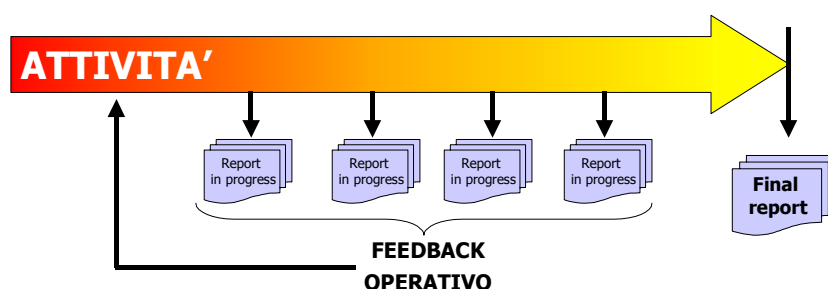 ATTIVITA’
Report
in progress
Report
in progress
Report
in progress
Report
in progress
Final
report
FEEDBACK
OPERATIVO